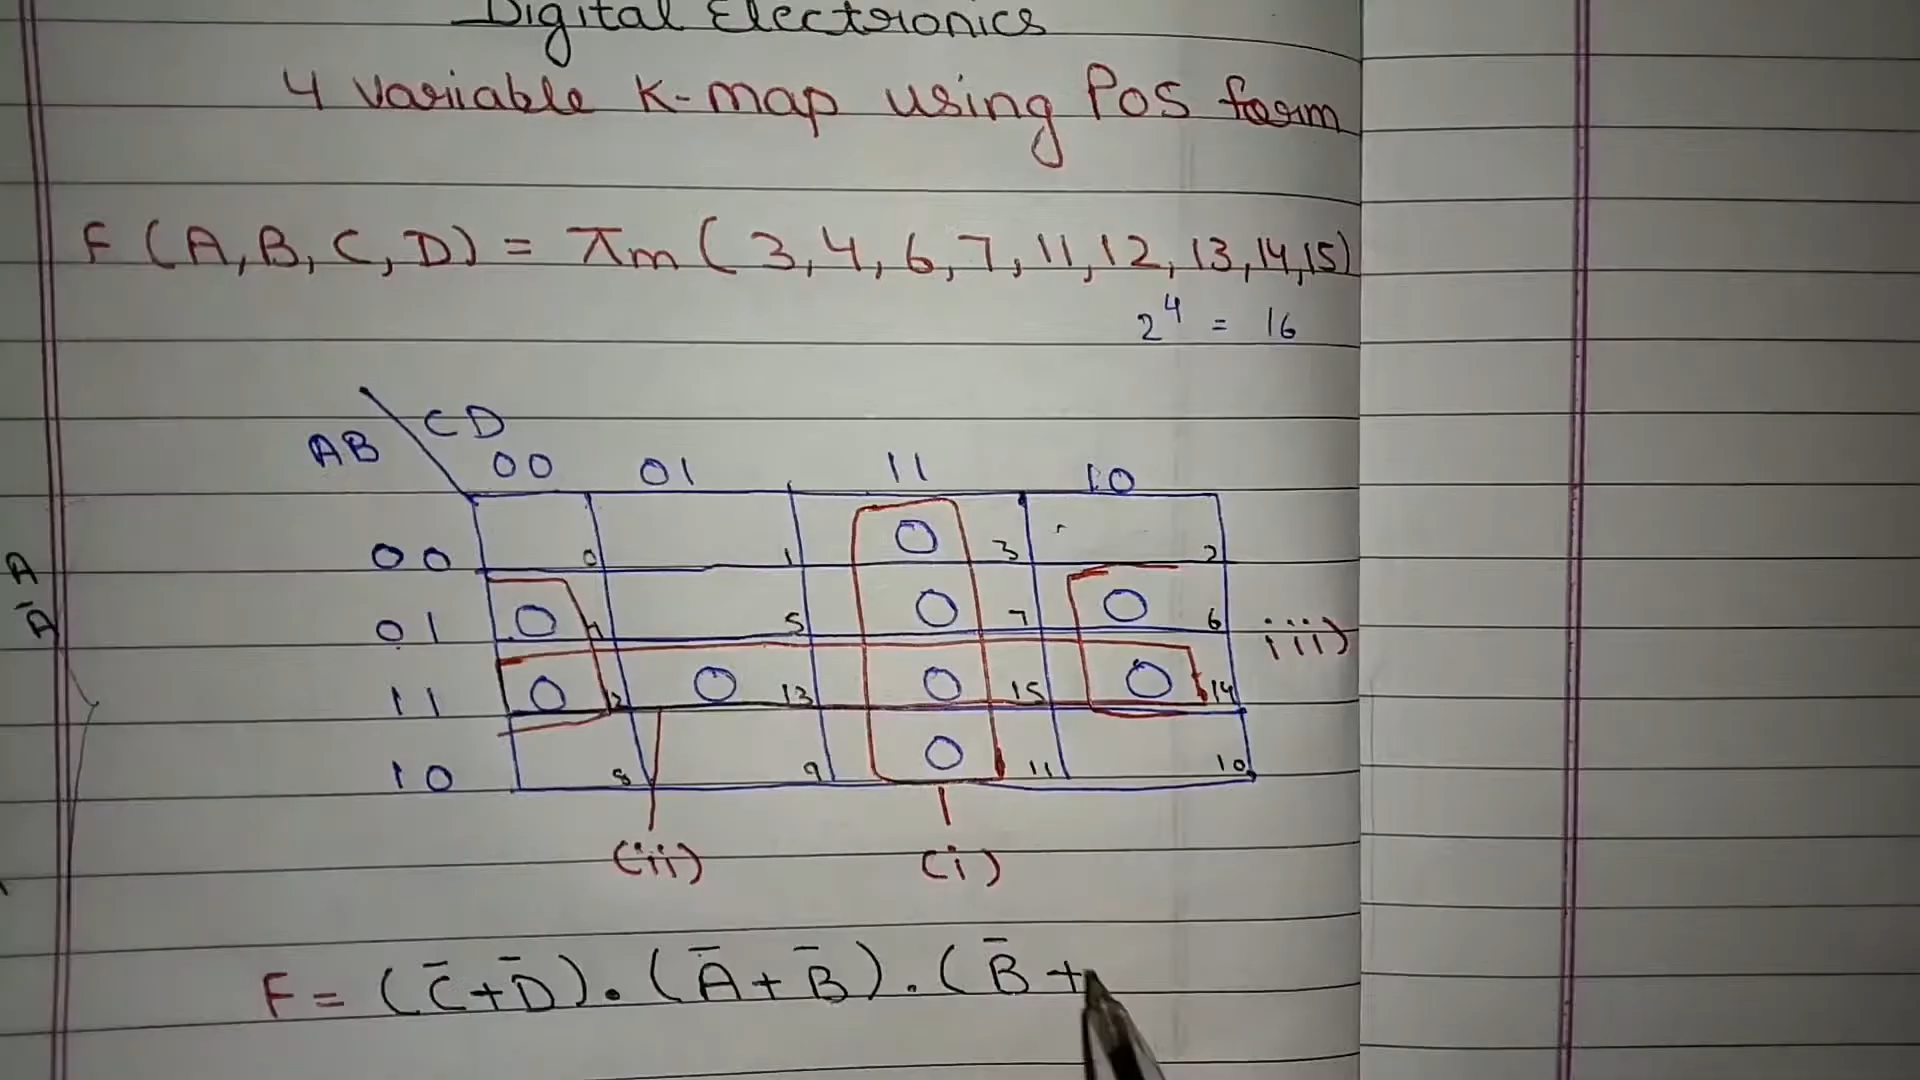 Digital Electronics
4 Variable K-map using POS form
F (A, B, C, D) = πm ( 3, 4, 6, 7, 11, 12, 13, 14, 15)
2⁴ = 16
AB CD
00 01 11 10
00 0 1 0 3 2
01 0 4 5 0 7 0 6 iii)
11 0 12 0 13 0 15 0 14
10 8 9 0 11 10
(ii) (i)
F = (C̄+D̄) . (Ā+B̄) . (B̄ +
A
Ā